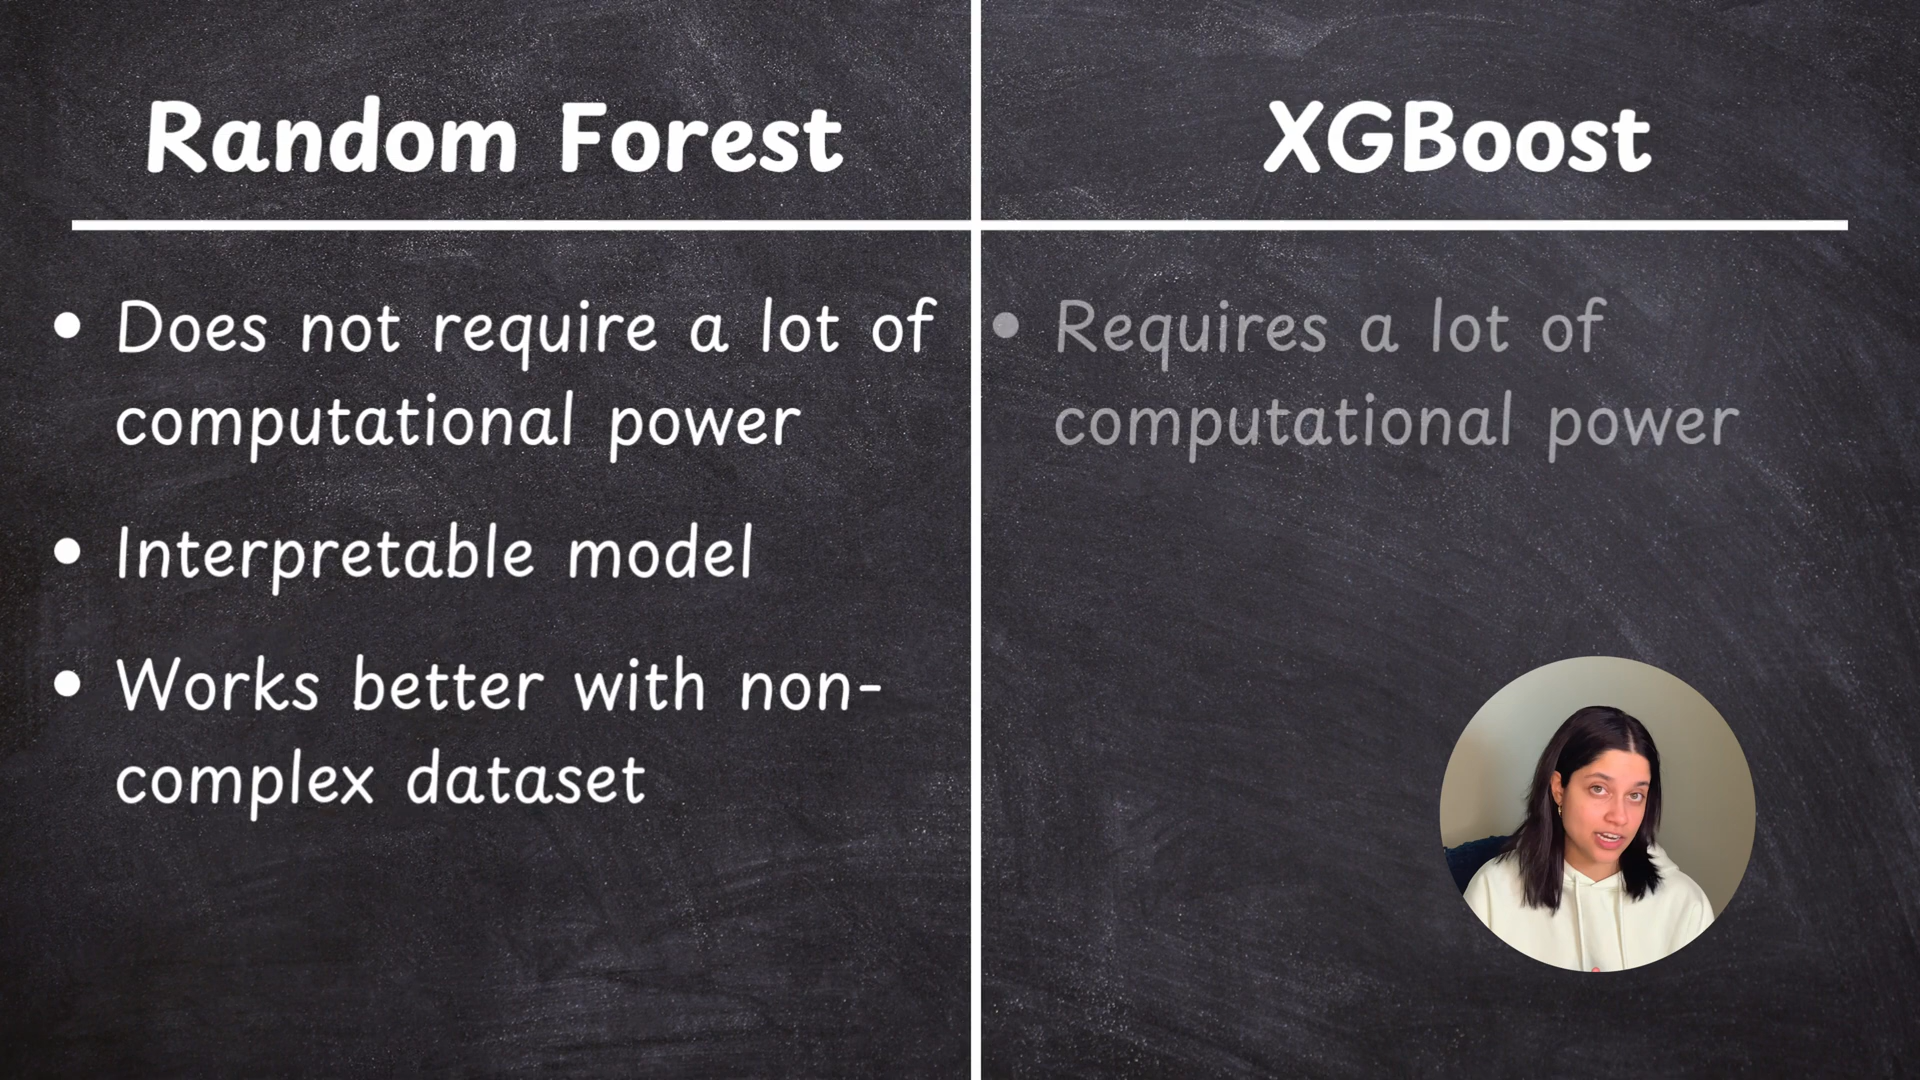 Random Forest
XGBoost
• Does not require a lot of
computational power
• Interpretable model
• Works better with non-
complex dataset
• Requires a lot of
computational power